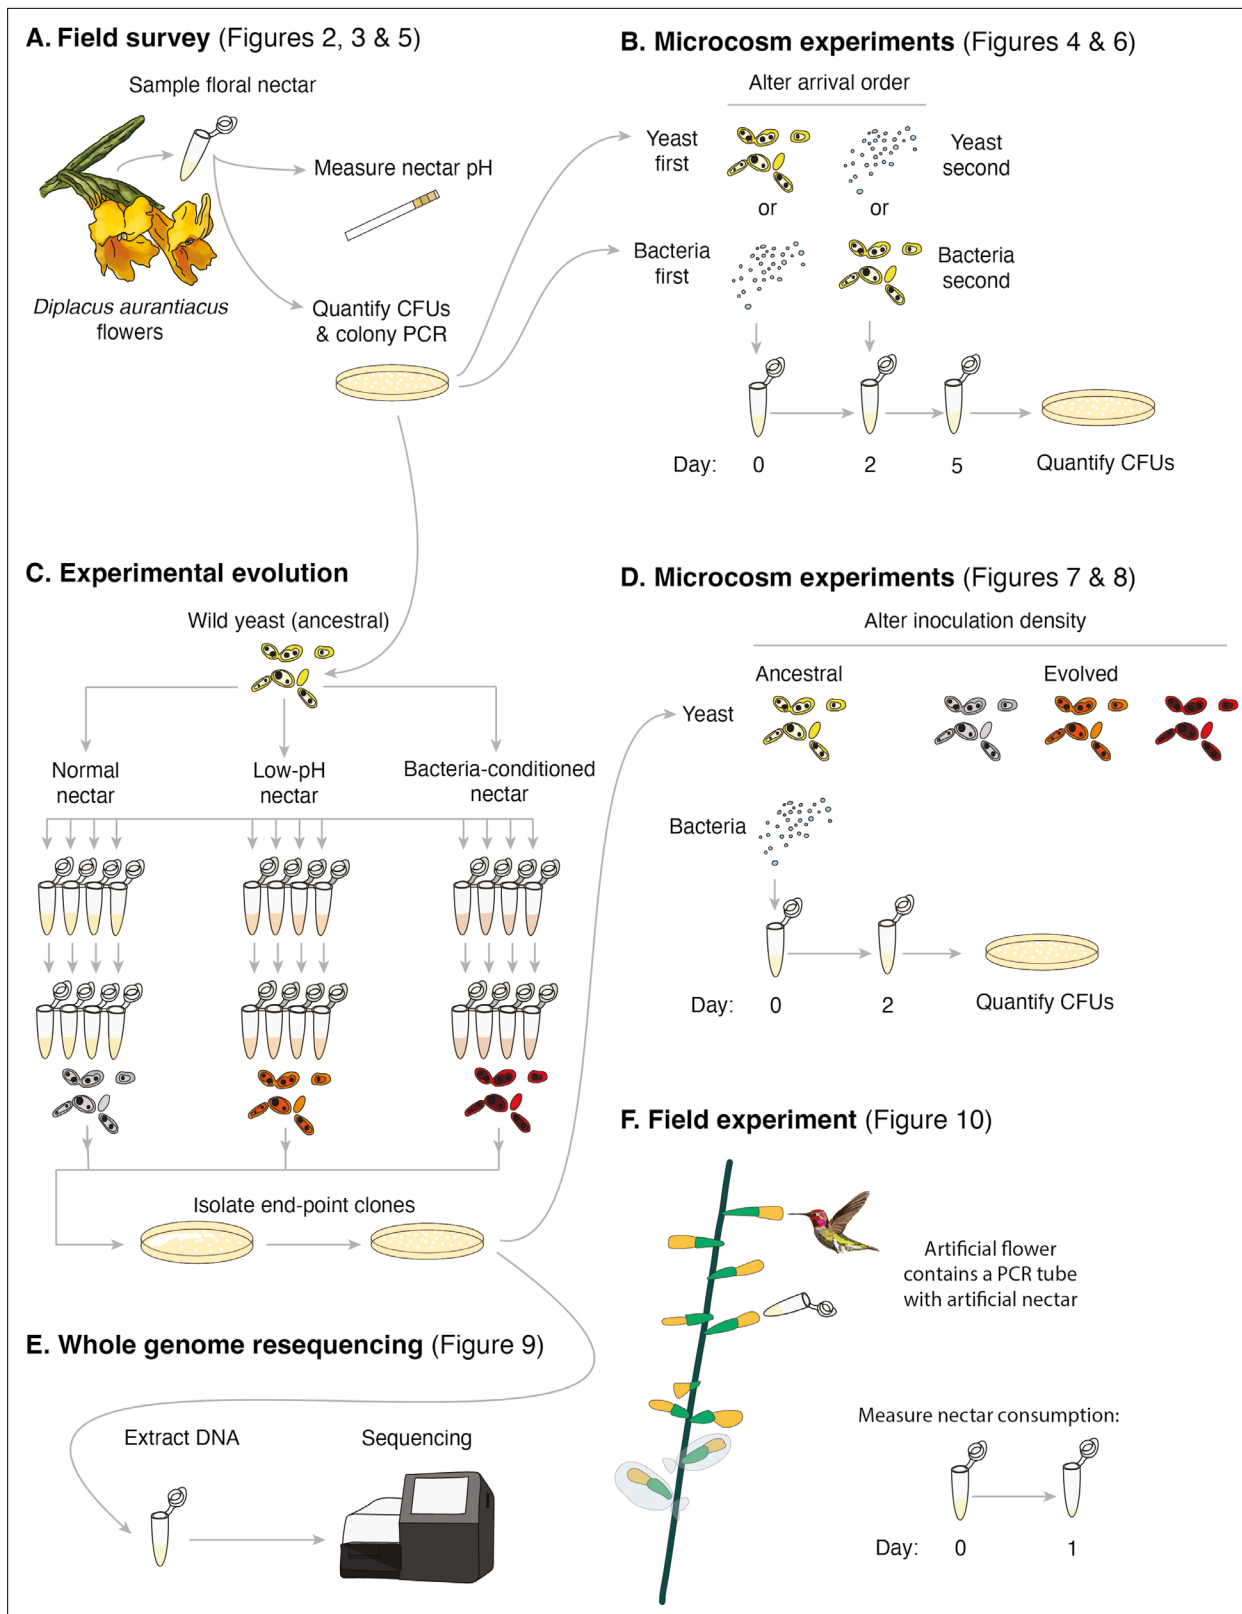 A. Field survey (Figures 2, 3 & 5)
Sample floral nectar
Measure nectar pH
Diplacus aurantiacus
flowers
Quantify CFUs
& colony PCR
B. Microcosm experiments (Figures 4 & 6)
Alter arrival order
Yeast
first
Yeast
second
or
or
Bacteria
first
Bacteria
second
Day:
0
2
5
Quantify CFUs
C. Experimental evolution
Wild yeast (ancestral)
Normal
nectar
Low-pH
nectar
Bacteria-conditioned
nectar
Isolate end-point clones
D. Microcosm experiments (Figures 7 & 8)
Alter inoculation density
Ancestral
Evolved
Yeast
Bacteria
Day:
0
2
Quantify CFUs
E. Whole genome resequencing (Figure 9)
Extract DNA
Sequencing
F. Field experiment (Figure 10)
Artificial flower
contains a PCR tube
with artificial nectar
Measure nectar consumption:
Day:
0
1